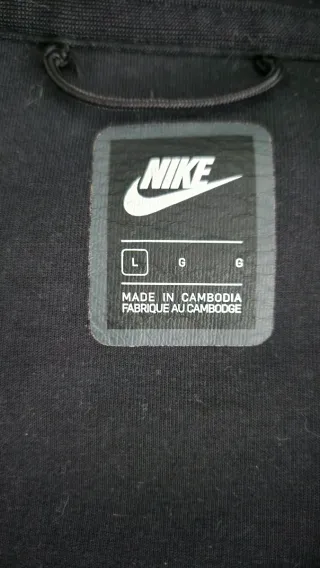 NIKE
L G G
MADE IN CAMBODIA
FABRIQUE AU CAMBODGE